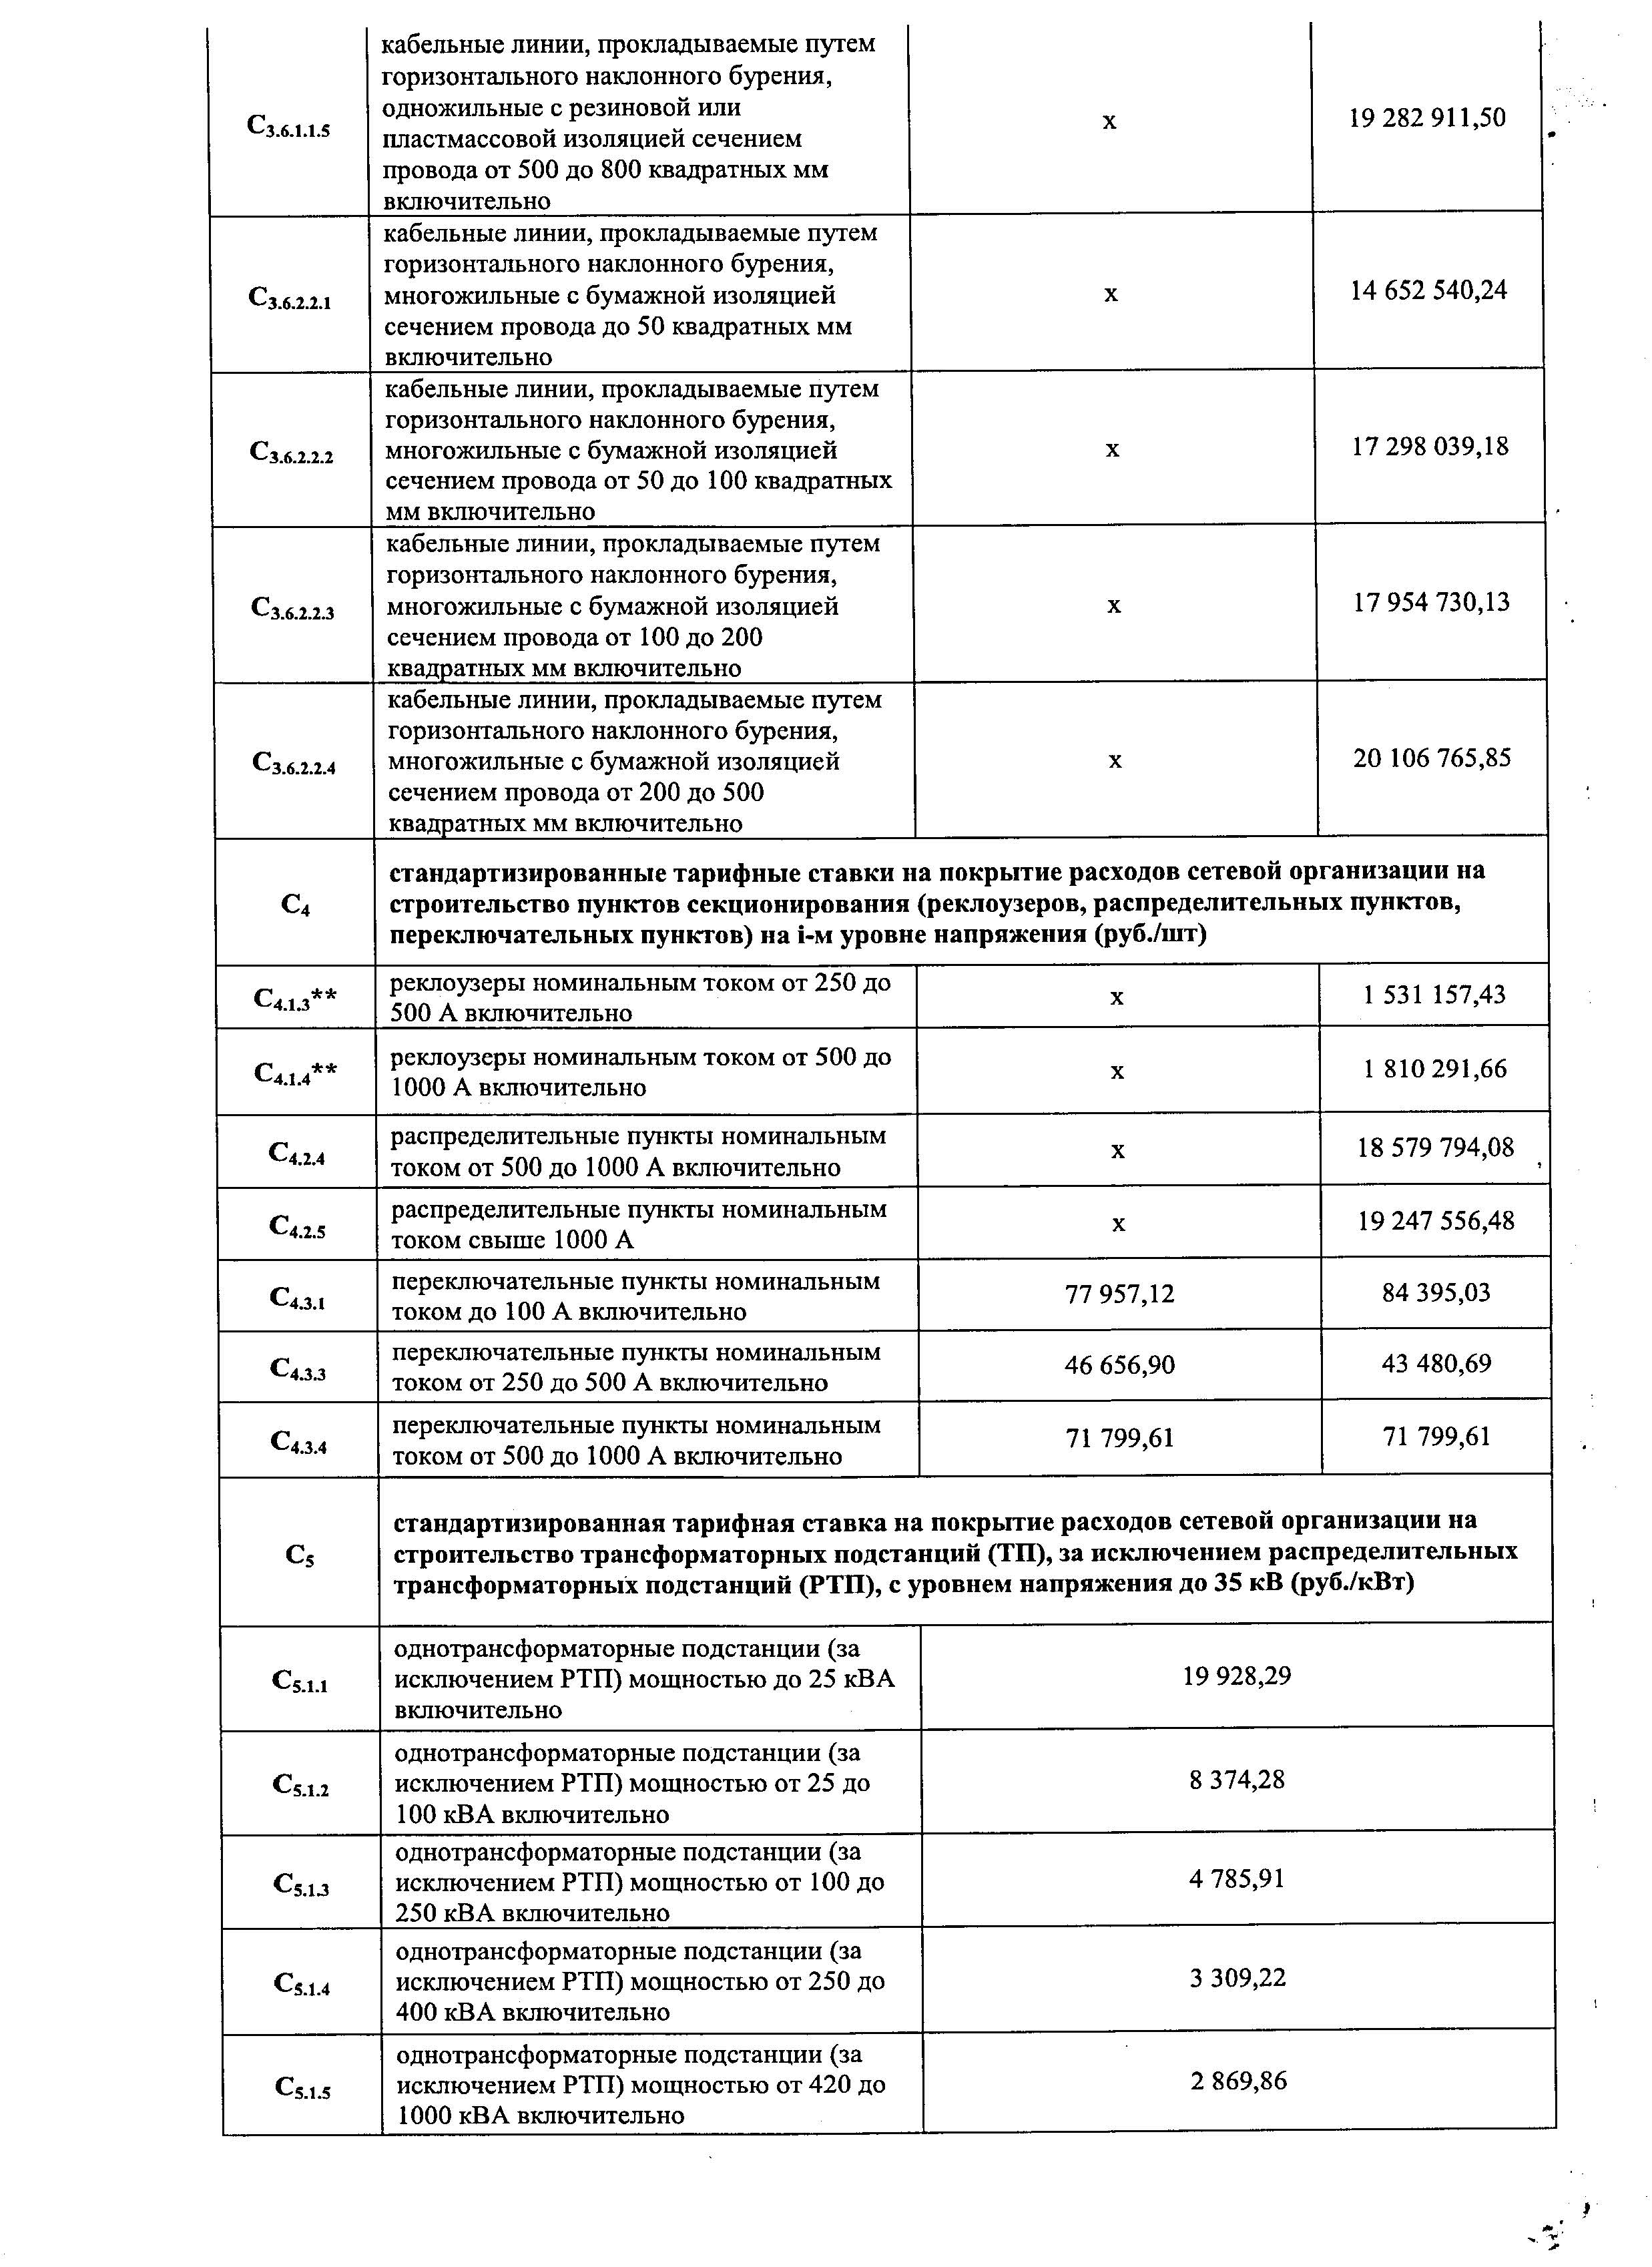 кабельные линии, прокладываемые путем
горизонтального наклонного бурения,
одножильные с резиновой или
пластмассовой изоляцией сечением
провода от 500 до 800 квадратных мм
включительно
С3.6.1.1.5
х
19 282 911,50
кабельные линии, прокладываемые путем
горизонтального наклонного бурения,
многожильные с бумажной изоляцией
сечением провода до 50 квадратных мм
включительно
С3.6.2.2.1
х
14 652 540,24
кабельные линии, прокладываемые путем
горизонтального наклонного бурения,
многожильные с бумажной изоляцией
сечением провода от 50 до 100 квадратных
мм включительно
С3.6.2.2.2
х
17 298 039,18
кабельные линии, прокладываемые путем
горизонтального наклонного бурения,
многожильные с бумажной изоляцией
сечением провода от 100 до 200
квадратных мм включительно
С3.6.2.2.3
х
17 954 730,13
кабельные линии, прокладываемые путем
горизонтального наклонного бурения,
многожильные с бумажной изоляцией
сечением провода от 200 до 500
квадратных мм включительно
С3.6.2.2.4
х
20 106 765,85
С4
стандартизированные тарифные ставки на покрытие расходов сетевой организации на
строительство пунктов секционирования (реклоузеров, распределительных пунктов,
переключательных пунктов) на i-м уровне напряжения (руб./шт)
С4.1.3**
реклоузеры номинальным током от 250 до
500 А включительно
х
1 531 157,43
С4.1.4**
реклоузеры номинальным током от 500 до
1000 А включительно
х
1 810 291,66
С4.2.4
распределительные пункты номинальным
током от 500 до 1000 А включительно
х
18 579 794,08
С4.2.5
распределительные пункты номинальным
током свыше 1000 А
х
19 247 556,48
С4.3.1
переключательные пункты номинальным
током до 100 А включительно
77 957,12
84 395,03
С4.3.3
переключательные пункты номинальным
током от 250 до 500 А включительно
46 656,90
43 480,69
С4.3.4
переключательные пункты номинальным
током от 500 до 1000 А включительно
71 799,61
71 799,61
С5
стандартизированная тарифная ставка на покрытие расходов сетевой организации на
строительство трансформаторных подстанций (ТП), за исключением распределительных
трансформаторных подстанций (РТП), с уровнем напряжения до 35 кВ (руб./кВт)
С5.1.1
однотрансформаторные подстанции (за
исключением РТП) мощностью до 25 кВА
включительно
19 928,29
С5.1.2
однотрансформаторные подстанции (за
исключением РТП) мощностью от 25 до
100 кВА включительно
8 374,28
С5.1.3
однотрансформаторные подстанции (за
исключением РТП) мощностью от 100 до
250 кВА включительно
4 785,91
С5.1.4
однотрансформаторные подстанции (за
исключением РТП) мощностью от 250 до
400 кВА включительно
3 309,22
С5.1.5
однотрансформаторные подстанции (за
исключением РТП) мощностью от 420 до
1000 кВА включительно
2 869,86